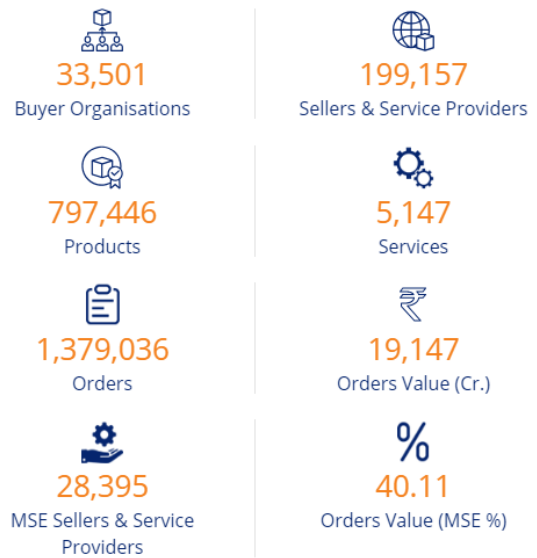 33,501
Buyer Organisations
199,157
Sellers & Service Providers
797,446
Products
5,147
Services
1,379,036
Orders
19,147
Orders Value (Cr.)
28,395
MSE Sellers & Service
Providers
%
40.11
Orders Value (MSE %)